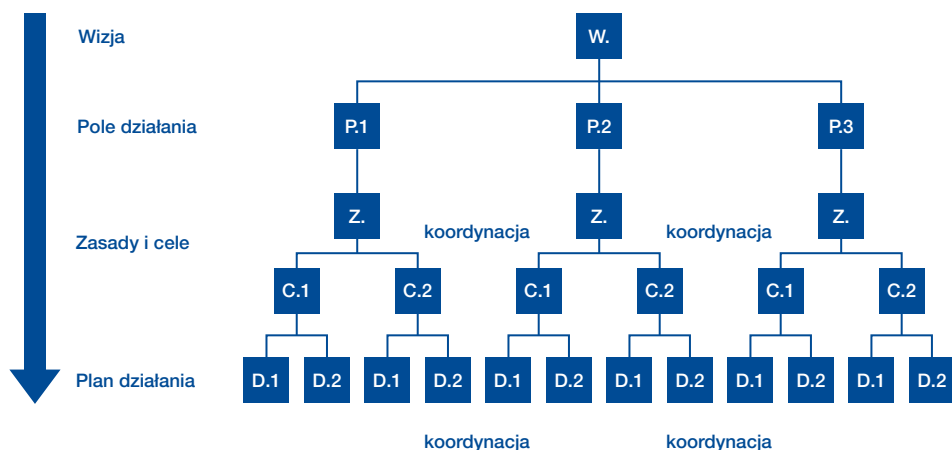 Wizja
W.
Pole działania
P.1
P.2
P.3
Z.
Z.
Z.
Zasady i cele
koordynacja
koordynacja
C.1
C.2
C.1
C.2
C.1
C.2
Plan działania
D.1
D.2
D.1
D.2
D.1
D.2
D.1
D.2
D.1
D.2
D.1
D.2
koordynacja
koordynacja